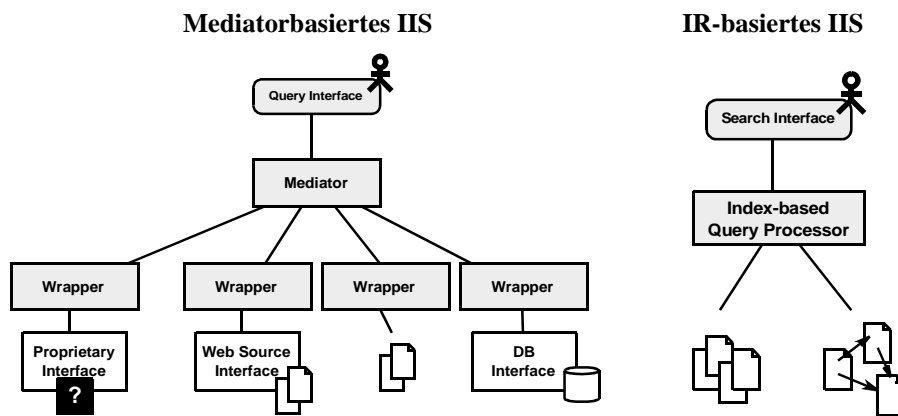 Mediatorbasiertes IIS
IR-basiertes IIS
Query Interface
Search Interface
Mediator
Index-based
Query Processor
Wrapper
Wrapper
Wrapper
Wrapper
Proprietary
Interface
?
Web Source
Interface
DB
Interface